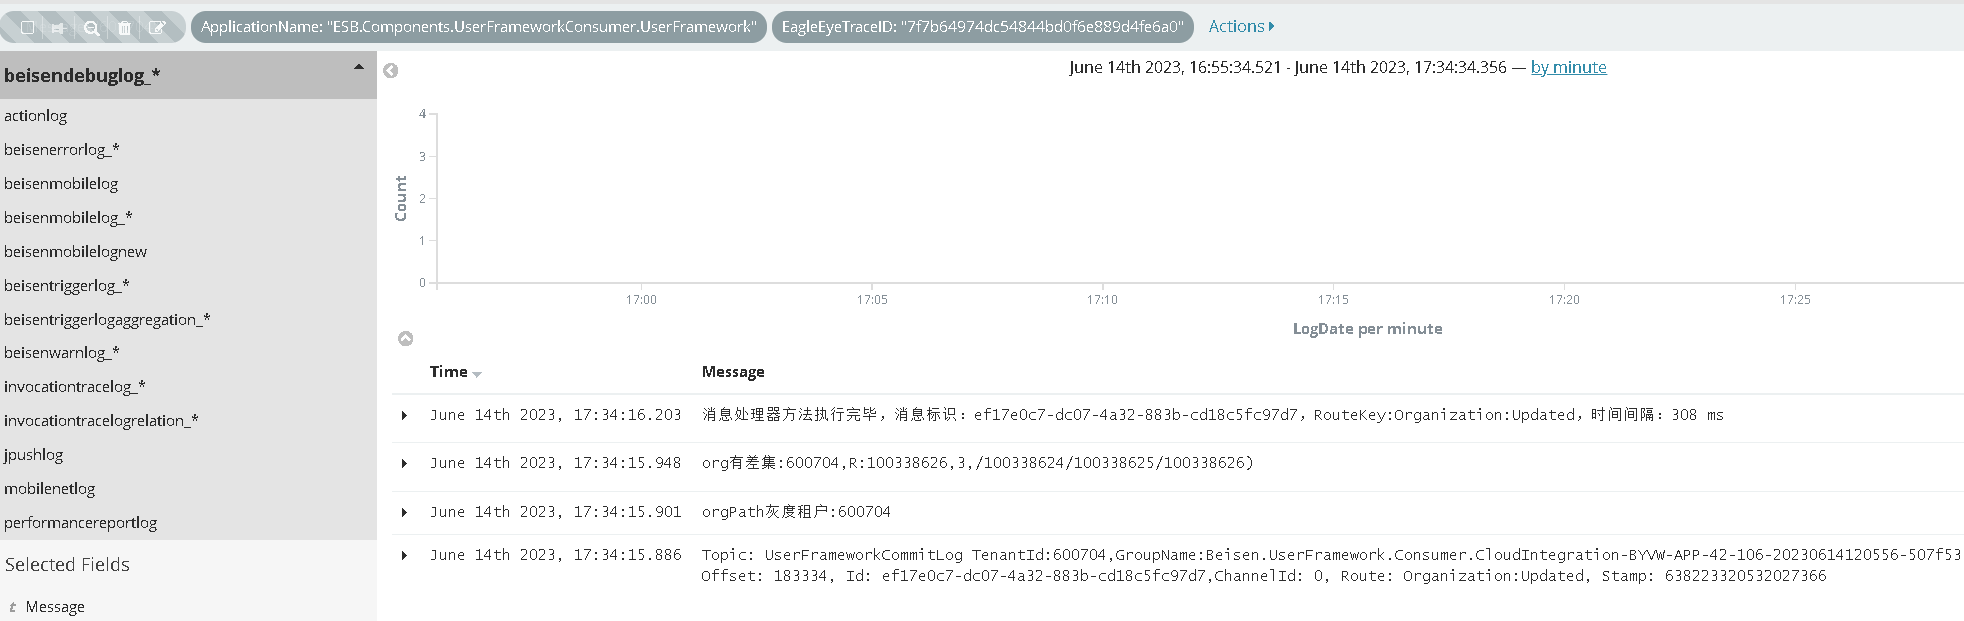 ApplicationName: "ESB.Components.UserFrameworkConsumer.UserFramework" EagleEyeTraceID: "7f7b64974dc54844bd0f6e889d4fe6a0" Actions
beisendebuglog_*
actionlog
beisenerrorlog_*
beisenmobilelog
beisenmobilelog_*
beisenmobilelognew
beisentriggerlog_*
beisentriggerlogaggregation_*
beisenwarnlog_*
invocationtracelog_*
invocationtracelogrelation_*
jpushlog
mobilenetlog
performancereportlog
Selected Fields
t Message
June 14th 2023, 16:55:34.521 - June 14th 2023, 17:34:34.356 — by minute
Count
4
3
2
1
0
17:00 17:05 17:10 17:15 17:20 17:25
LogDate per minute
Time Message
June 14th 2023, 17:34:16.203 消息处理器方法执行完毕，消息标识：ef17e0c7-dc07-4a32-883b-cd18c5fc97d7，RouteKey:Organization:Updated，时间间隔：308 ms
June 14th 2023, 17:34:15.948 org有差集:600704,R:100338626,3,/100338624/100338625/100338626)
June 14th 2023, 17:34:15.901 orgPath灰度租户:600704
June 14th 2023, 17:34:15.886 Topic: UserFrameworkCommitLog TenantId:600704,GroupName:Beisen.UserFramework.Consumer.CloudIntegration-BYVW-APP-42-106-20230614120556-507f53
Offset: 183334, Id: ef17e0c7-dc07-4a32-883b-cd18c5fc97d7,ChannelId: 0, Route: Organization:Updated, Stamp: 638223320532027366